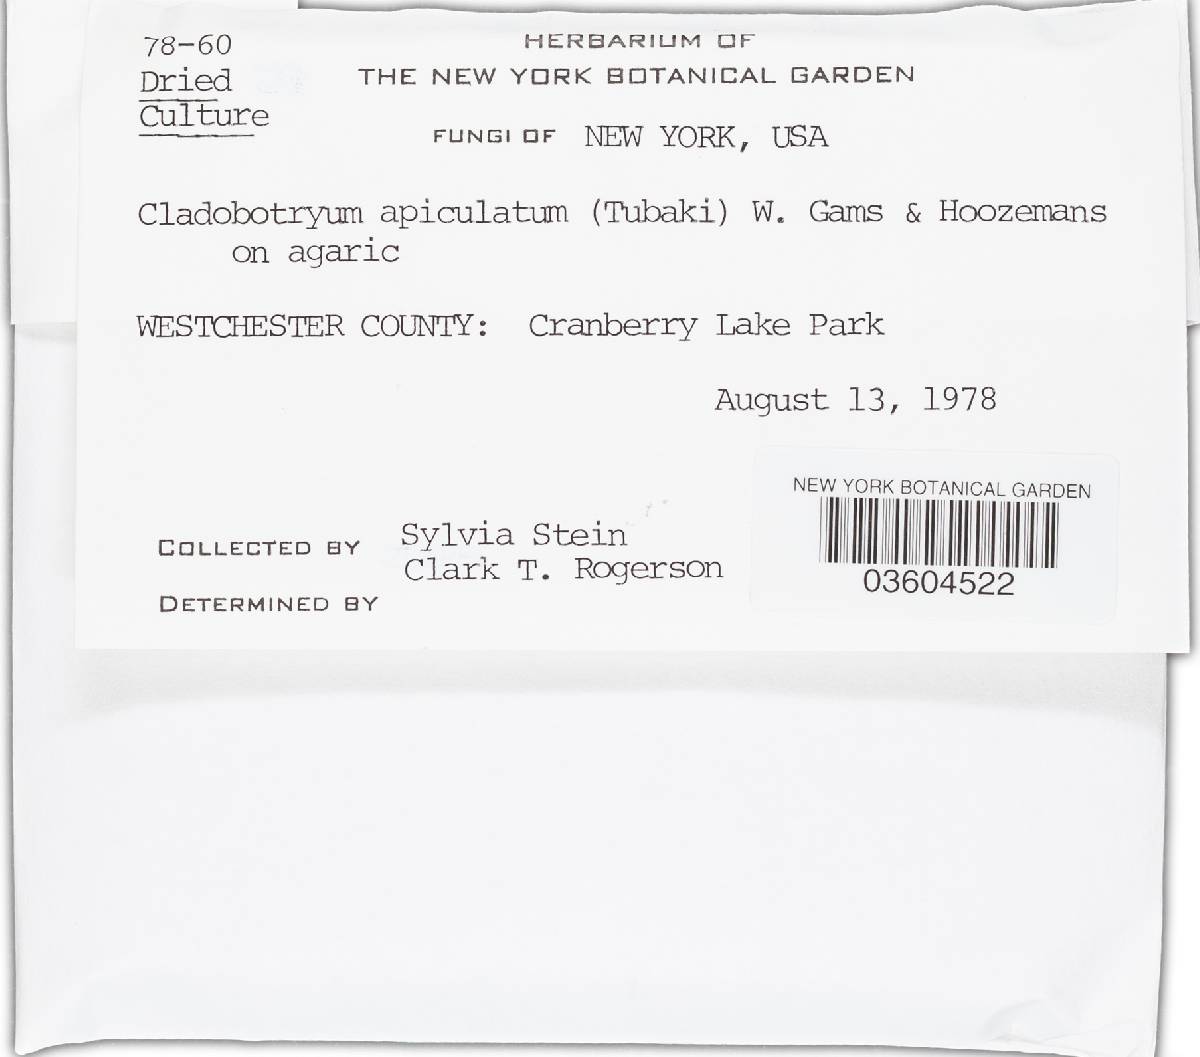 78-60
Dried
Culture
HERBARIUM OF
THE NEW YORK BOTANICAL GARDEN
FUNGI OF NEW YORK, USA
Cladobotryum apiculatum (Tubaki) W. Gams & Hoozemans
on agaric
WESTCHESTER COUNTY: Cranberry Lake Park
August 13, 1978
COLLECTED BY Sylvia Stein
Clark T. Rogerson
DETERMINED BY
NEW YORK BOTANICAL GARDEN
03604522